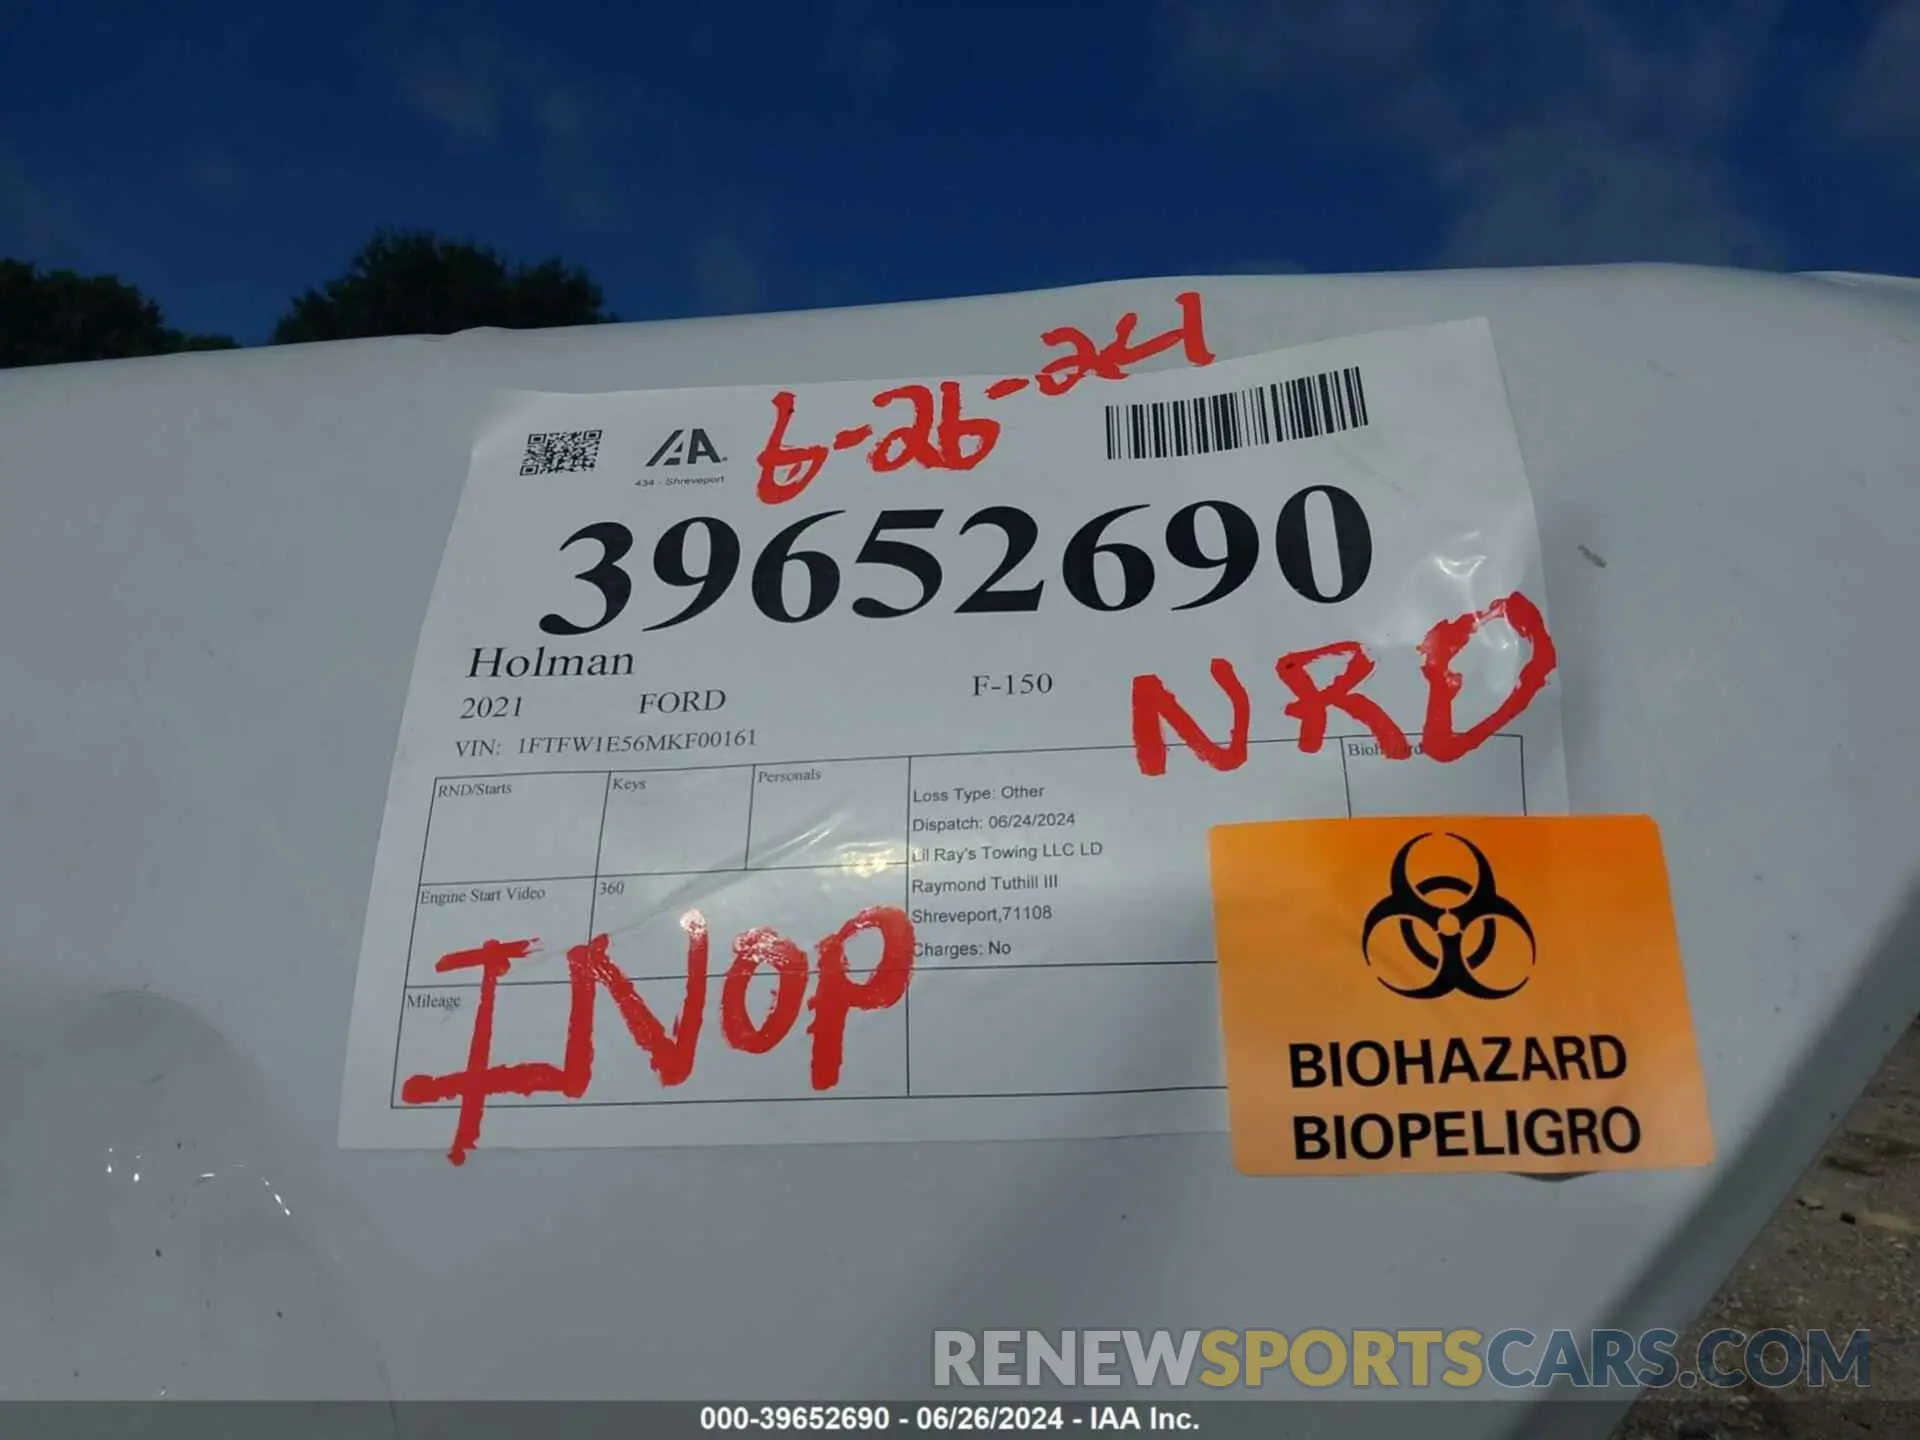 6-26-24
IAA
434 - Shreveport
39652690
Holman
2021 FORD F-150
NRD
VIN: 1FTFW1E56MKF00161
RND/Starts
Keys
Personals
Loss Type: Other
Dispatch: 06/24/2024
Lil Ray's Towing LLC LD
Raymond Tuthill III
Shreveport,71108
Charges: No
Biohazard
Engine Start Video
360
INOP
Mileage
BIOHAZARD
BIOPELIGRO
RENEWSPORTSCARS.COM
000-39652690 - 06/26/2024 - IAA Inc.